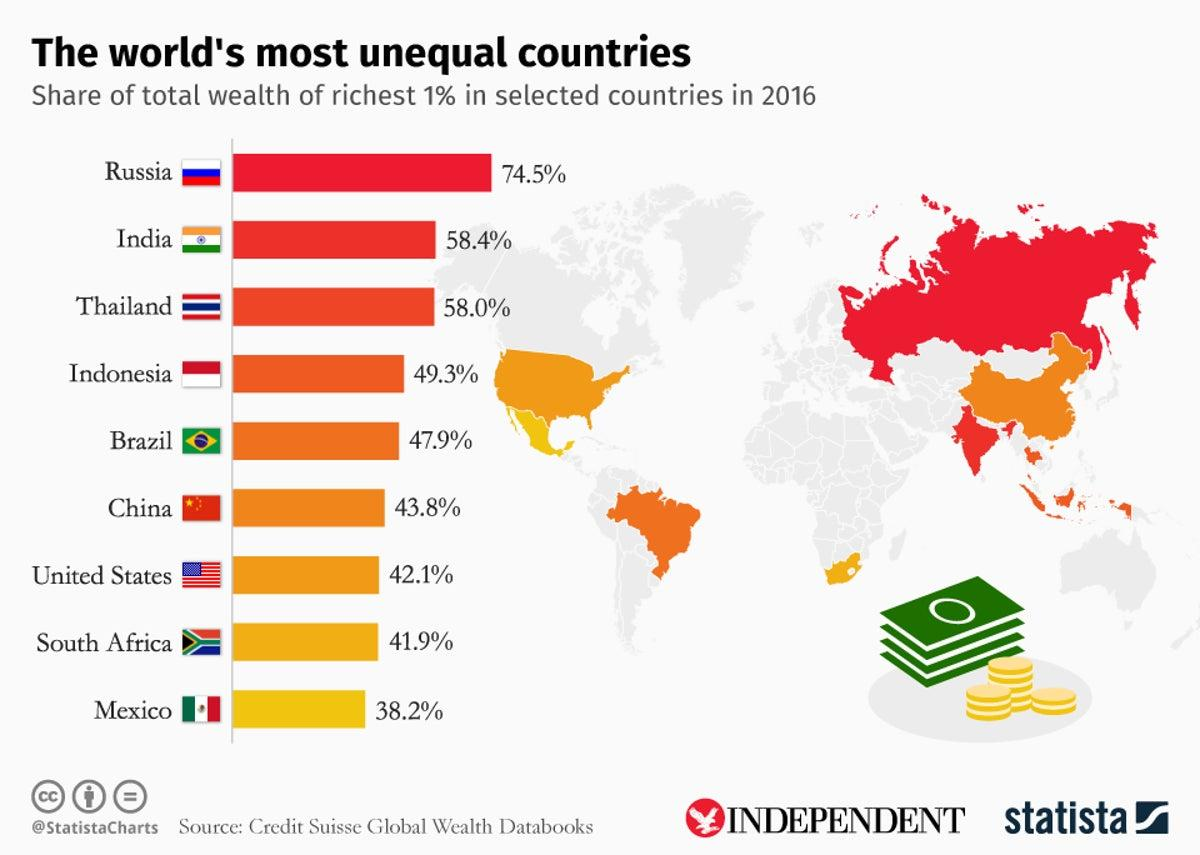 The world's most unequal countries
Share of total wealth of richest 1% in selected countries in 2016
Russia 74.5%
India 58.4%
Thailand 58.0%
Indonesia 49.3%
Brazil 47.9%
China 43.8%
United States 42.1%
South Africa 41.9%
Mexico 38.2%
cc
@StatistaCharts Source: Credit Suisse Global Wealth Databooks
INDEPENDENT statista